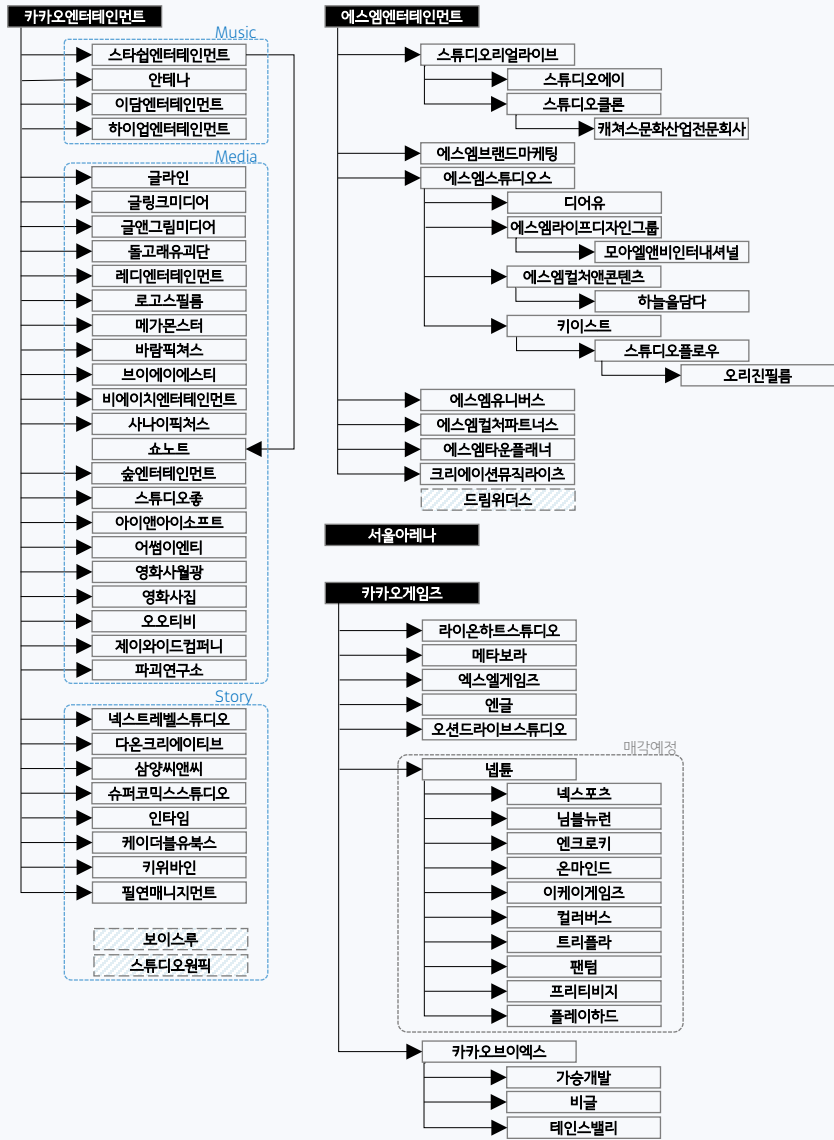 카카오엔터테인먼트
Music
스타쉽엔터테인먼트
안테나
이담엔터테인먼트
하이업엔터테인먼트
Media
글라인
글링크미디어
글앤그림미디어
돌고래유괴단
레디엔터테인먼트
로고스필름
메가몬스터
바람픽쳐스
브이에이에스티
비에이치엔터테인먼트
사나이픽처스
쇼노트
숲엔터테인먼트
스튜디오좋
아이앤아이소프트
어썸이엔티
영화사월광
영화사집
오오티비
제이와이드컴퍼니
파괴연구소
Story
넥스트레벨스튜디오
다온크리에이티브
삼양씨앤씨
슈퍼코믹스스튜디오
인타임
케이더블유북스
키위바인
필연매니지먼트
보이스루
스튜디오원픽
에스엠엔터테인먼트
스튜디오리얼라이브
스튜디오에이
스튜디오클론
캐쳐스문화산업전문회사
에스엠브랜드마케팅
에스엠스튜디오스
디어유
에스엠라이프디자인그룹
모아엘앤비인터내셔널
에스엠컬처앤콘텐츠
하늘을담다
키이스트
스튜디오플로우
오리진필름
에스엠유니버스
에스엠컬처파트너스
에스엠타운플래너
크리에이션뮤직라이츠
드림위더스
서울아레나
카카오게임즈
라이온하트스튜디오
메타보라
엑스엘게임즈
엔글
오션드라이브스튜디오
매각예정
넵튠
넥스포츠
님블뉴런
엔크로키
온마인드
이케이게임즈
컬러버스
트리플라
팬텀
프리티비지
플레이하드
카카오브이엑스
가승개발
비글
테인스밸리